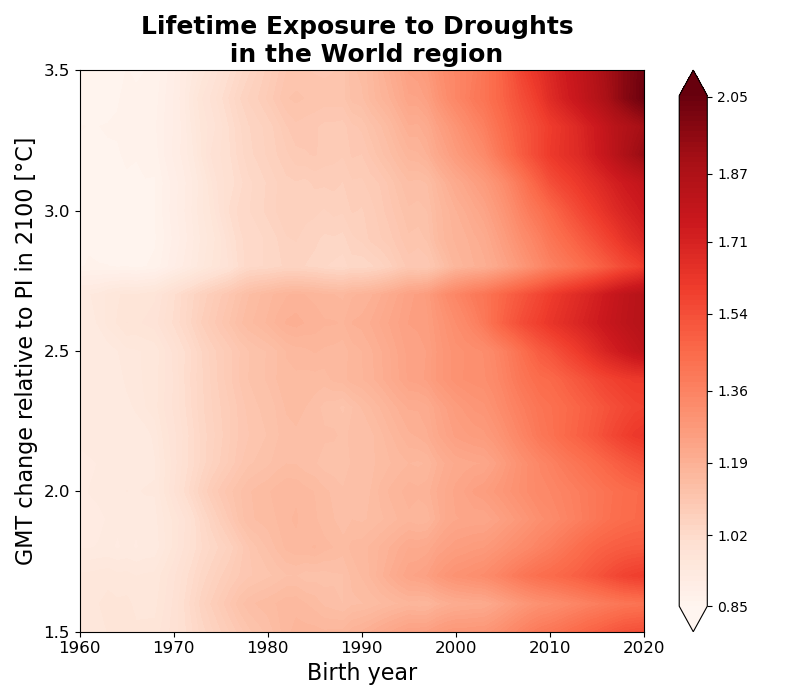 Lifetime Exposure to Droughts
in the World region
GMT change relative to PI in 2100 [°C]
3.5
3.0
2.5
2.0
1.5
1960 1970 1980 1990 2000 2010 2020
Birth year
2.05
1.87
1.71
1.54
1.36
1.19
1.02
0.85